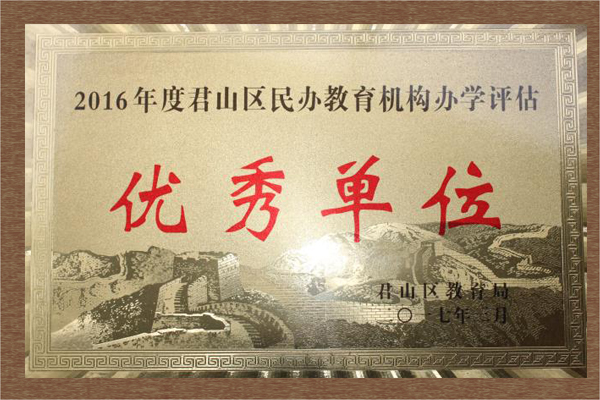 2016年度君山区民办教育机构办学评估
优秀单位
君山区教育局
二〇一七年三月